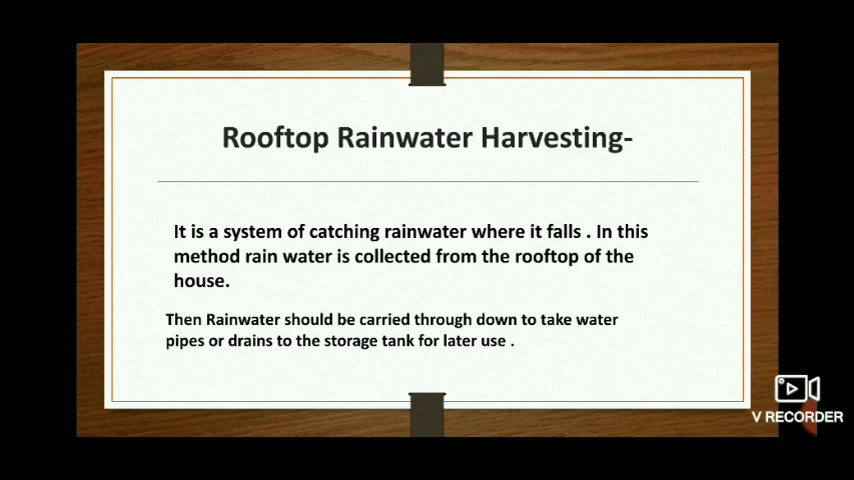 Rooftop Rainwater Harvesting-
It is a system of catching rainwater where it falls . In this
method rain water is collected from the rooftop of the
house.
Then Rainwater should be carried through down to take water
pipes or drains to the storage tank for later use .
V RECORDER